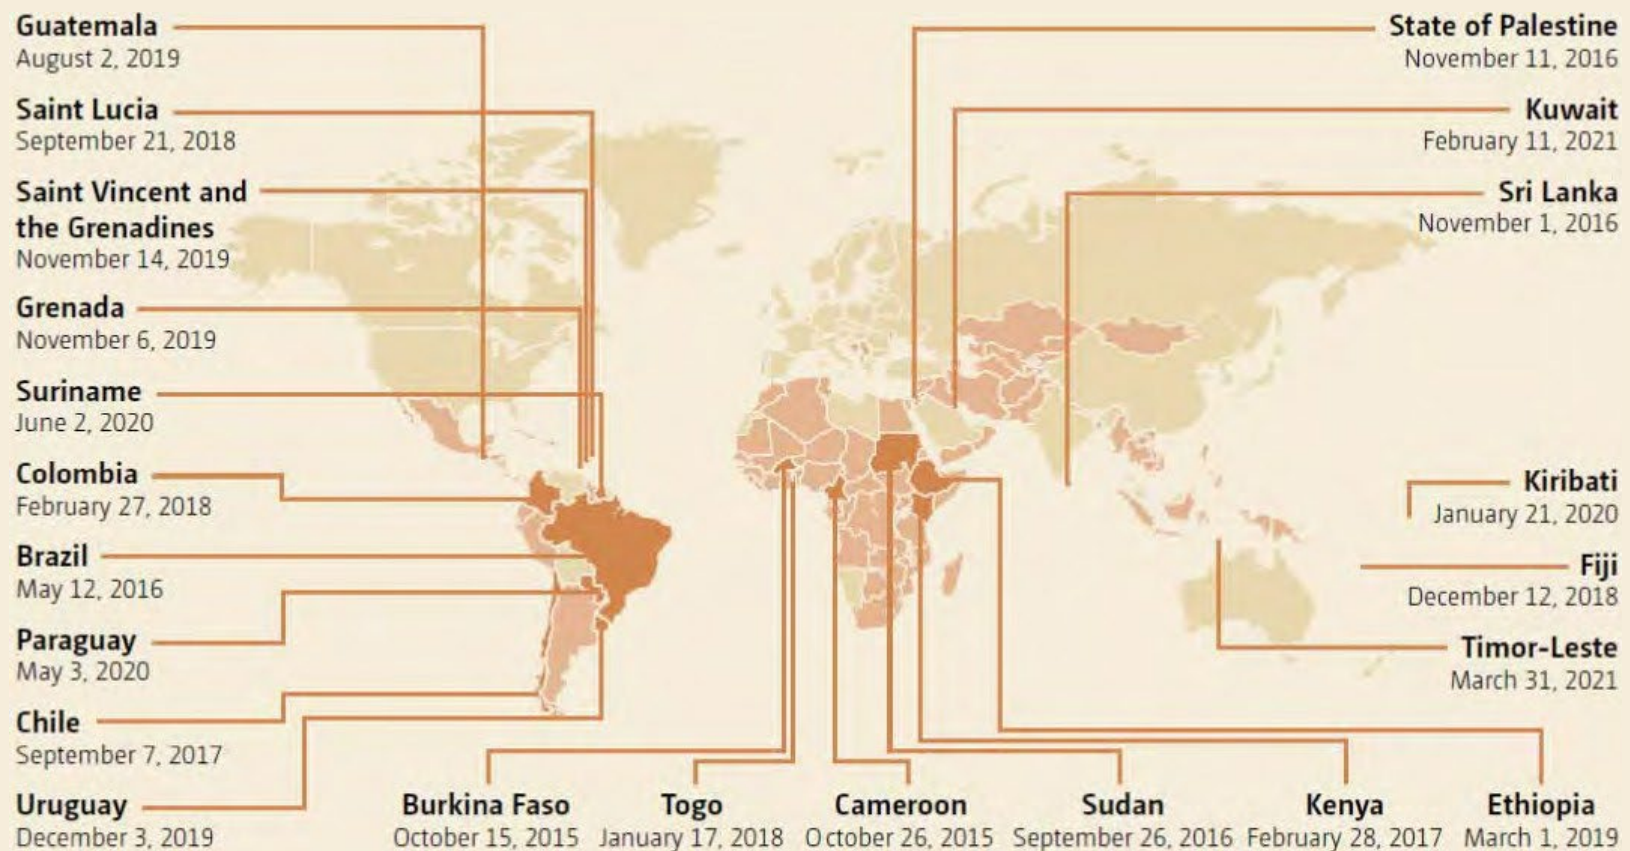 Guatemala
August 2, 2019
Saint Lucia
September 21, 2018
Saint Vincent and
the Grenadines
November 14, 2019
Grenada
November 6, 2019
Suriname
June 2, 2020
Colombia
February 27, 2018
Brazil
May 12, 2016
Paraguay
May 3, 2020
Chile
September 7, 2017
Uruguay
December 3, 2019
Burkina Faso
October 15, 2015
Togo
January 17, 2018
Cameroon
October 26, 2015
Sudan
September 26, 2016
Kenya
February 28, 2017
Ethiopia
March 1, 2019
State of Palestine
November 11, 2016
Kuwait
February 11, 2021
Sri Lanka
November 1, 2016
Kiribati
January 21, 2020
Fiji
December 12, 2018
Timor-Leste
March 31, 2021